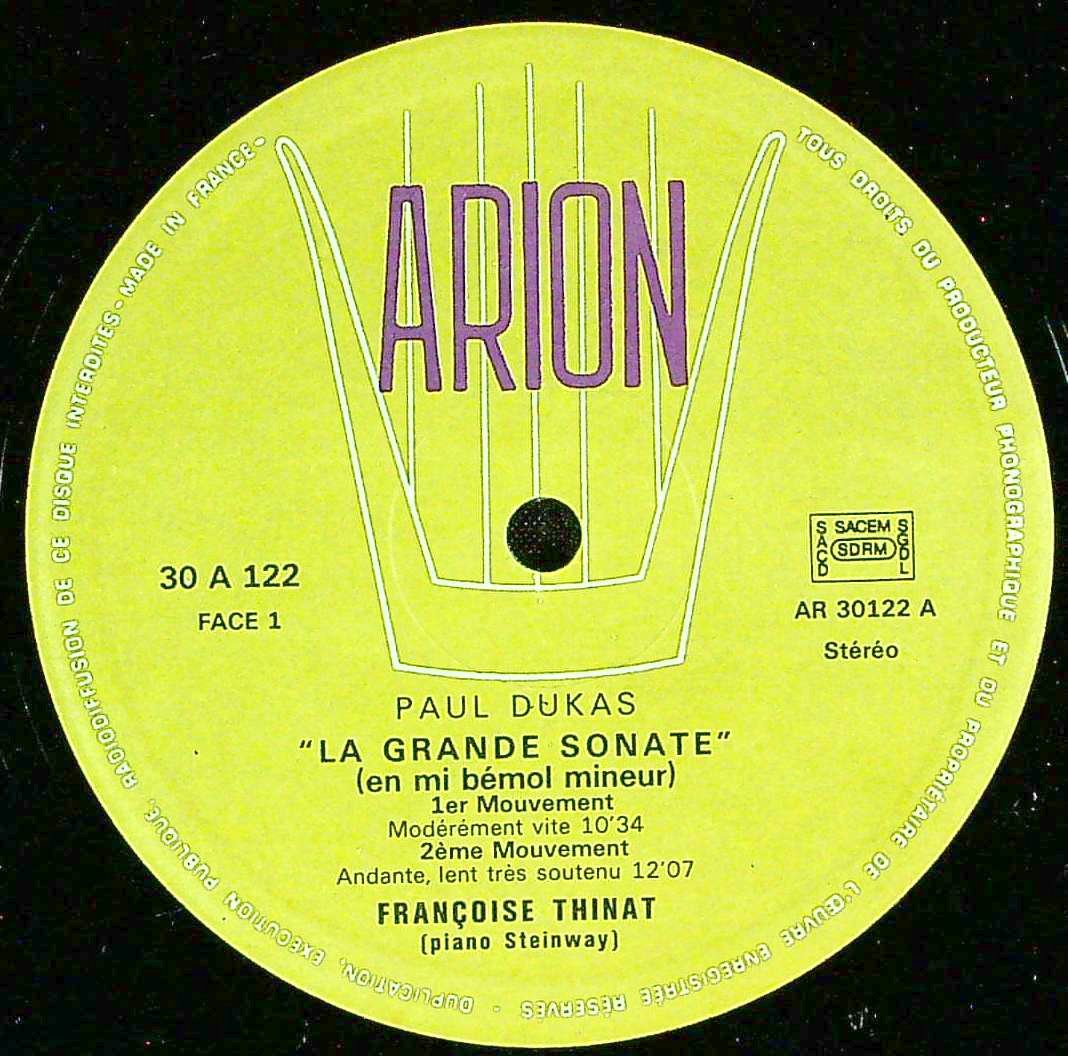 ARION
TOUS DROITS DU PRODUCTEUR PHONOGRAPHIQUE ET DU PROPRIÉTAIRE DE L'ŒUVRE ENREGISTRÉE RÉSERVÉS - DUPLICATION, EXÉCUTION PUBLIQUE, RADIODIFFUSION DE CE DISQUE INTERDITES - MADE IN FRANCE -
30 A 122
FACE 1
SACEM
SACD
SDRM
SGDL
AR 30122 A
Stéréo
PAUL DUKAS
"LA GRANDE SONATE"
(en mi bémol mineur)
1er Mouvement
Modérément vite 10'34
2ème Mouvement
Andante, lent très soutenu 12'07
FRANÇOISE THINAT
(piano Steinway)